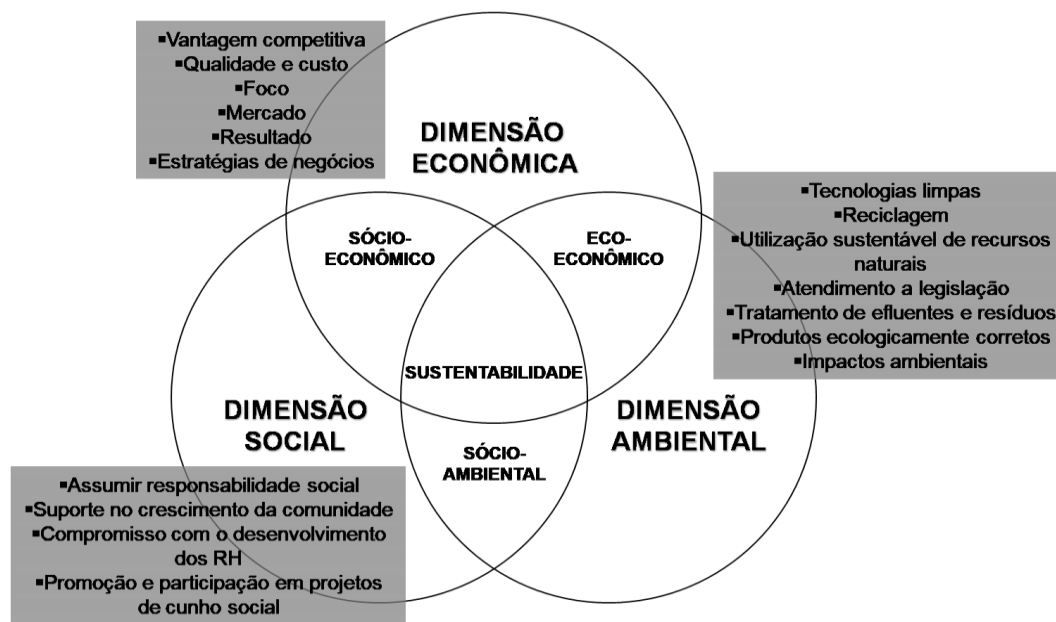 ▪Vantagem competitiva
▪Qualidade e custo
▪Foco
▪Mercado
▪Resultado
▪Estratégias de negócios
DIMENSÃO
ECONÔMICA
▪Tecnologias limpas
▪Reciclagem
▪Utilização sustentável de recursos
naturais
▪Atendimento a legislação
▪Tratamento de efluentes e resíduos
▪Produtos ecologicamente corretos
▪Impactos ambientais
SÓCIO-
ECONÔMICO
ECO-
ECONÔMICO
SUSTENTABILIDADE
DIMENSÃO
SOCIAL
DIMENSÃO
AMBIENTAL
SÓCIO-
AMBIENTAL
▪Assumir responsabilidade social
▪Suporte no crescimento da comunidade
▪Compromisso com o desenvolvimento
dos RH
▪Promoção e participação em projetos
de cunho social